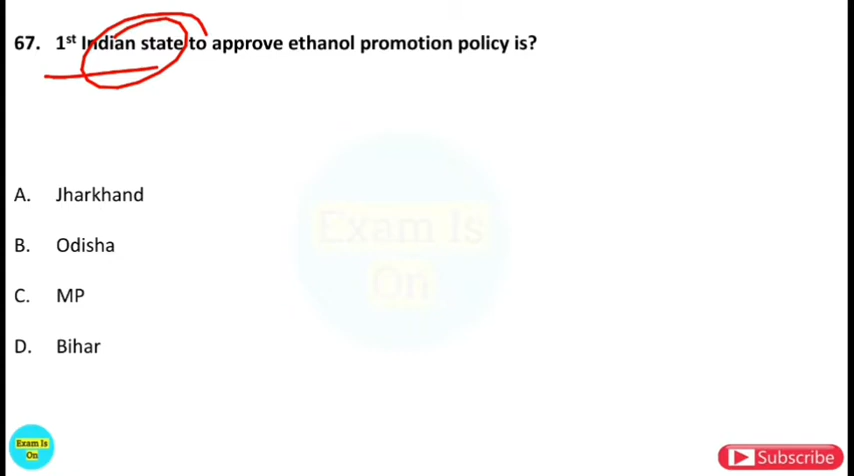 67. 1st Indian state to approve ethanol promotion policy is?
Exam Is
On
A. Jharkhand
B. Odisha
C. MP
D. Bihar
Exam Is
On
Subscribe